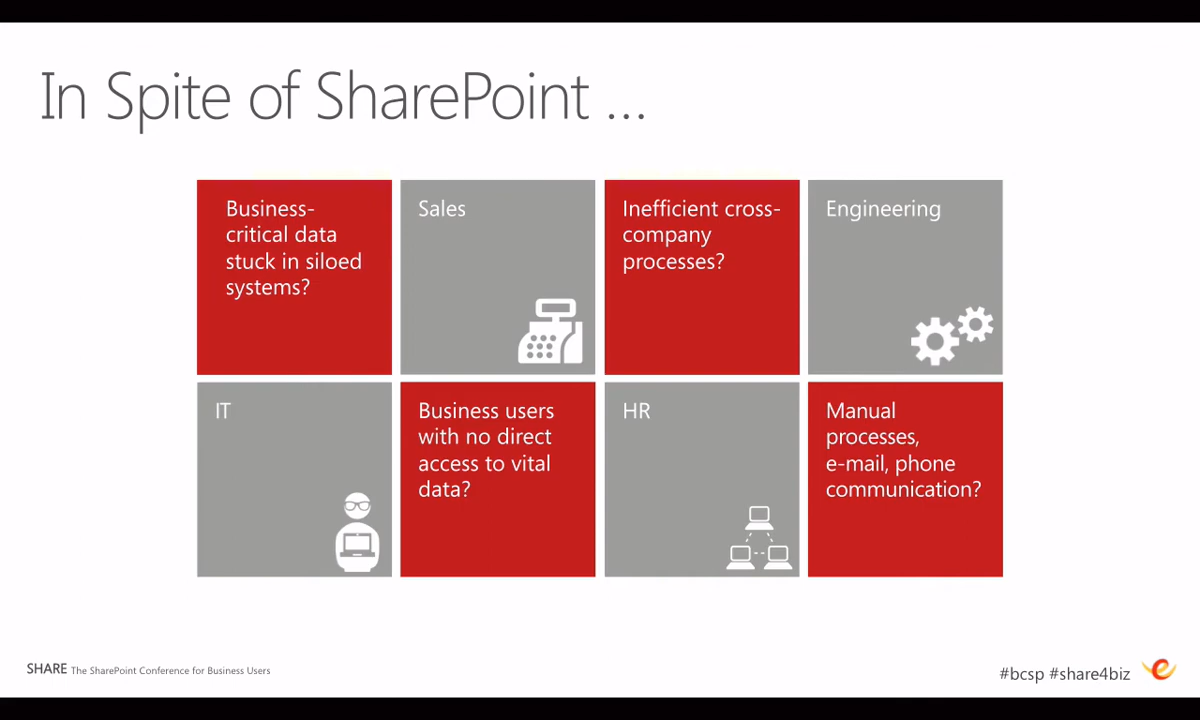 In Spite of SharePoint ...
Business-
critical data
stuck in siloed
systems?
Sales
Inefficient cross-
company
processes?
Engineering
IT
Business users
with no direct
access to vital
data?
HR
Manual
processes,
e-mail, phone
communication?
SHARE The SharePoint Conference for Business Users
#bcsp #share4biz